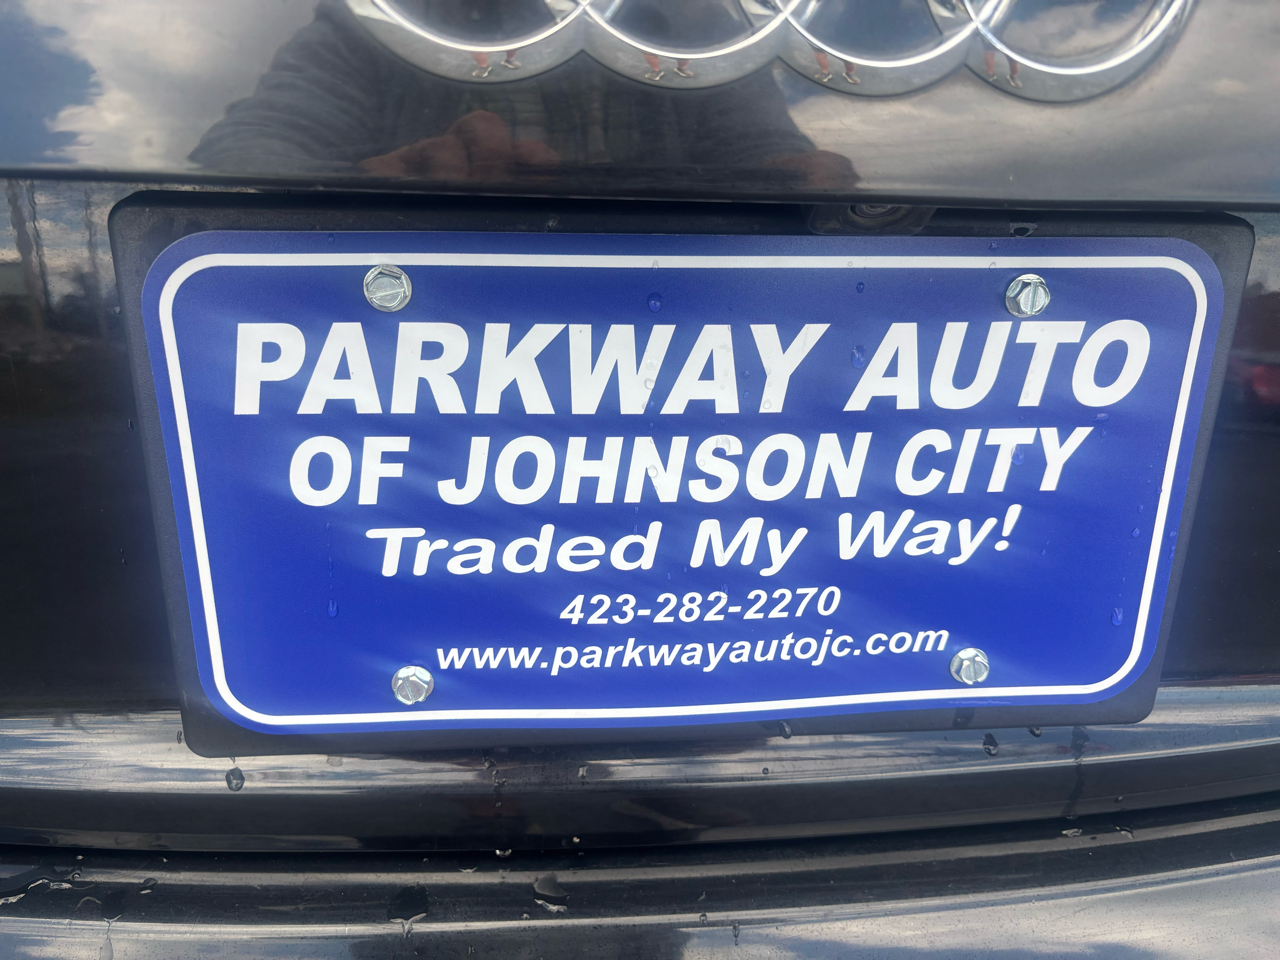 PARKWAY AUTO
OF JOHNSON CITY
Traded My Way!
423-282-2270
www.parkwayautojc.com